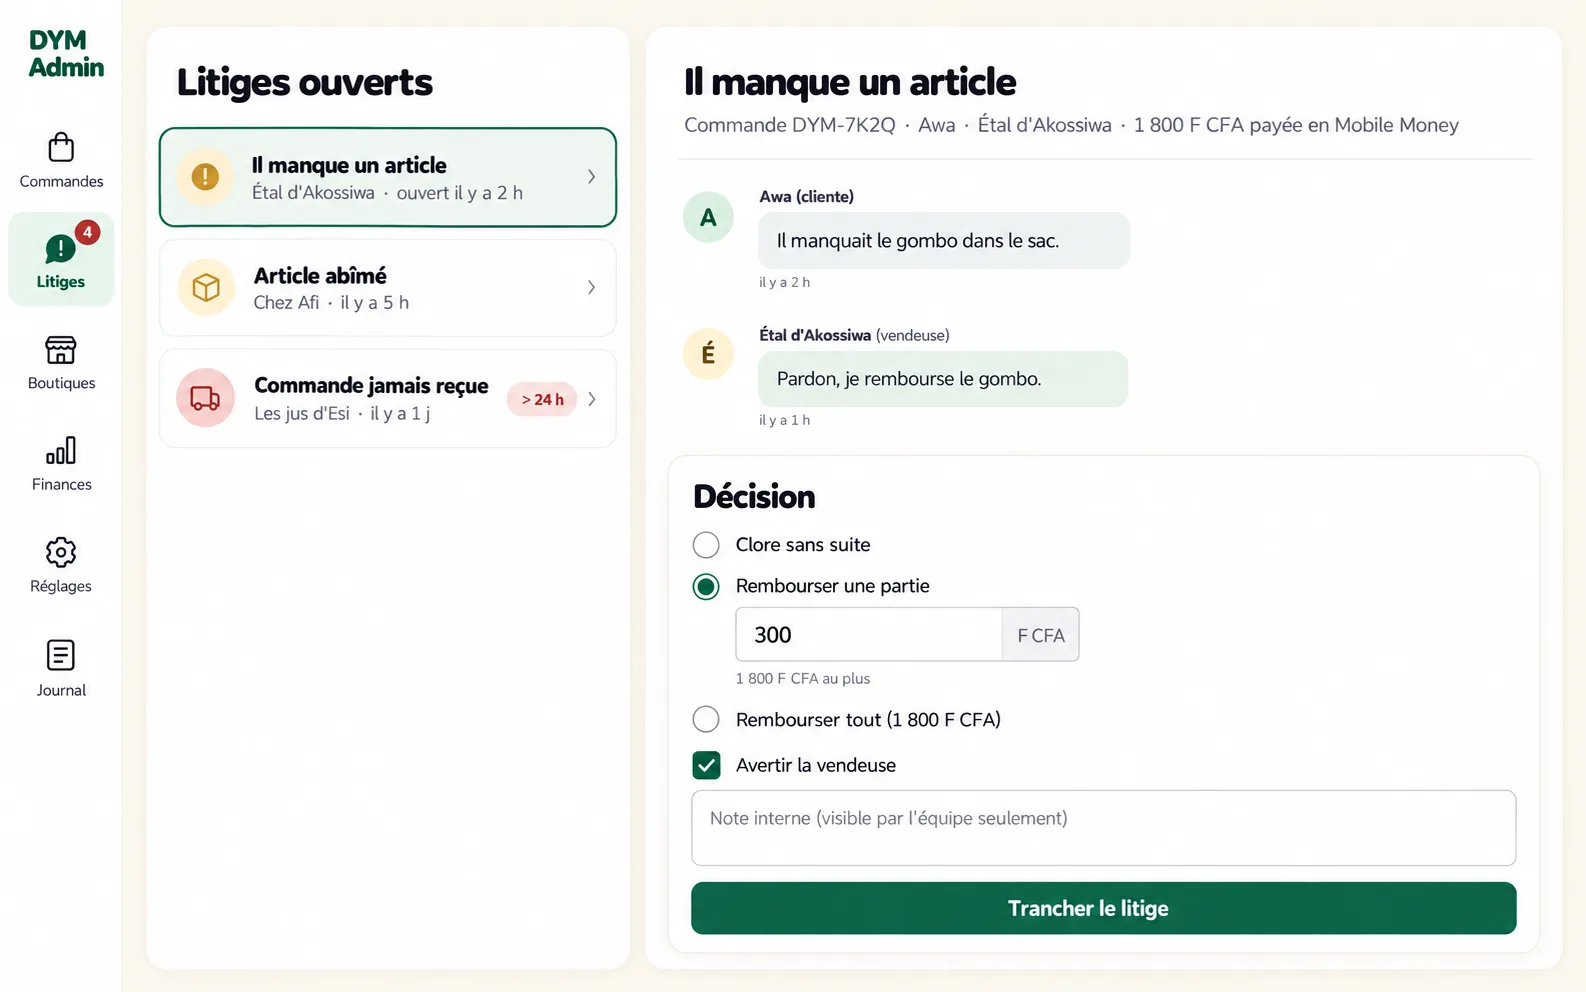 DYM
Admin
Commandes
4
Litiges
Boutiques
Finances
Réglages
Journal
Litiges ouverts
Il manque un article
Étal d'Akossiwa · ouvert il y a 2 h
Article abîmé
Chez Afi · il y a 5 h
Commande jamais reçue
Les jus d'Esi · il y a 1 j
> 24 h
Il manque un article
Commande DYM-7K2Q · Awa · Étal d'Akossiwa · 1 800 F CFA payée en Mobile Money
A
Awa (cliente)
Il manquait le gombo dans le sac.
il y a 2 h
É
Étal d'Akossiwa (vendeuse)
Pardon, je rembourse le gombo.
il y a 1 h
Décision
Clore sans suite
Rembourser une partie
300 F CFA
1 800 F CFA au plus
Rembourser tout (1 800 F CFA)
Avertir la vendeuse
Note interne (visible par l'équipe seulement)
Trancher le litige